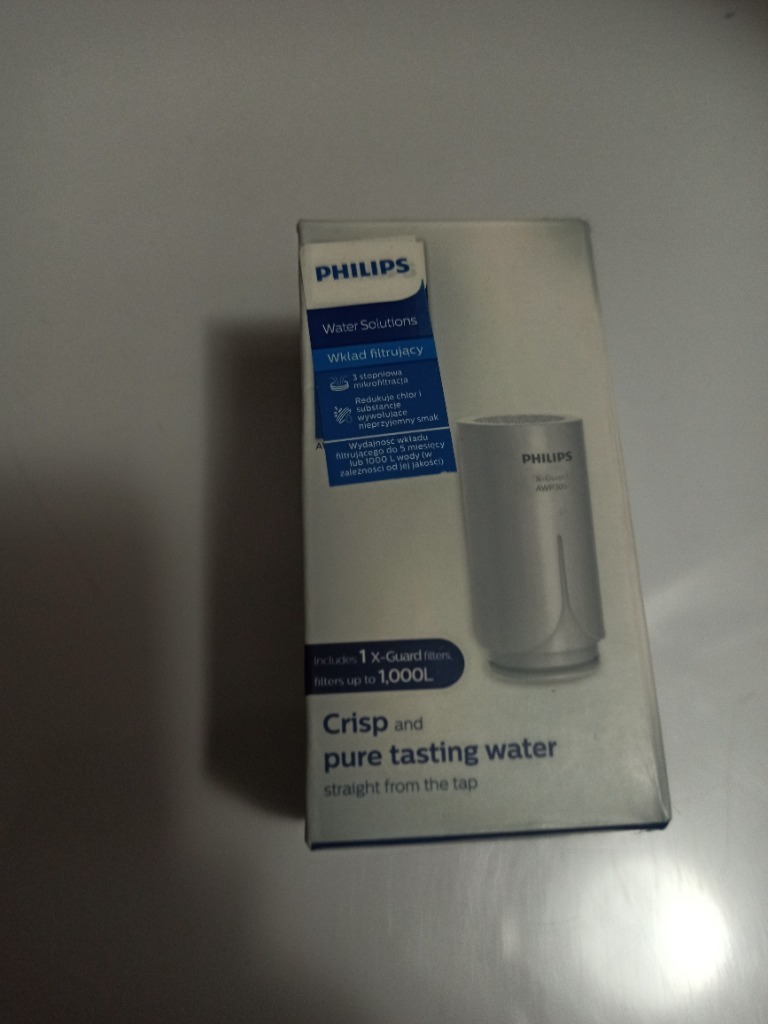 PHILIPS
Water Solutions
Wkład filtrujący
3 stopniowa
mikrofiltracja
Redukuje chlor i
substancje
wywołujące
nieprzyjemny smak
Wydajność wkładu
filtrującego do 5 miesięcy
lub 1000 L wody (w
zależności od jej jakości)
PHILIPS
X-Guard
includes 1 X-Guard filters,
filters up to 1,000L
Crisp and
pure tasting water
straight from the tap